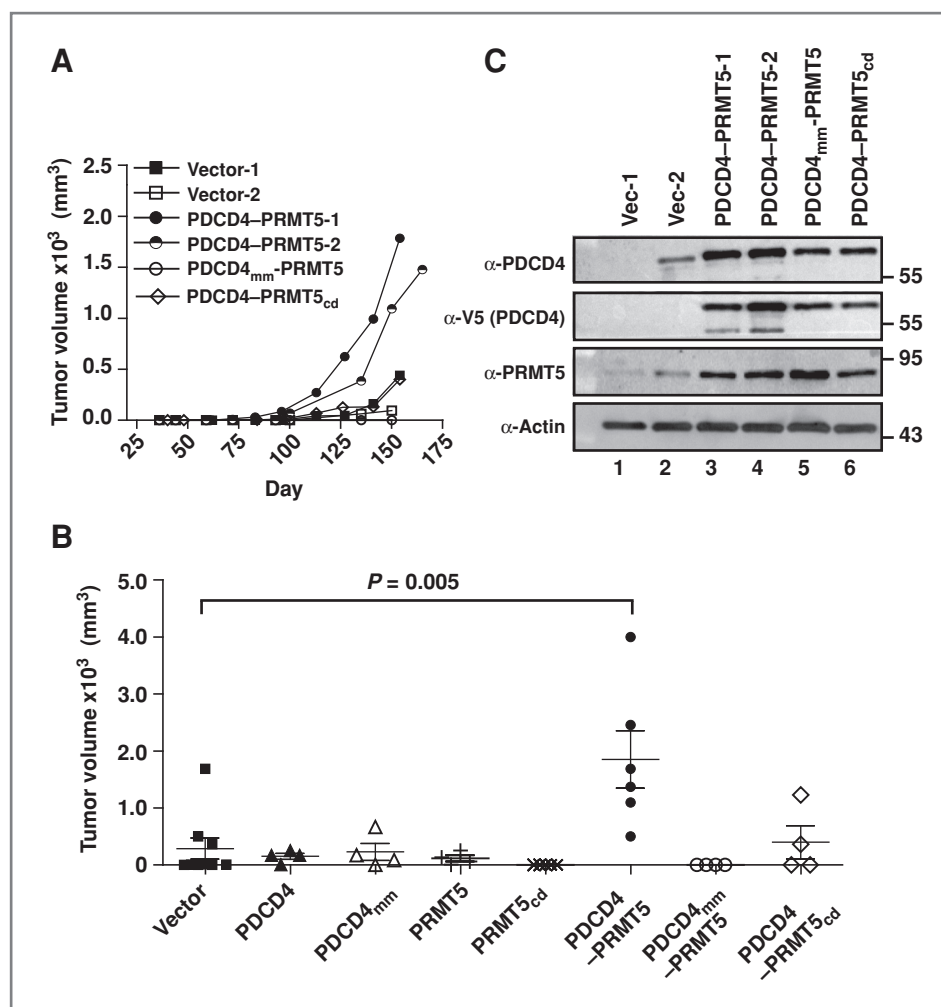 A
Tumor volume x10³ (mm³)
2.5
2.0
1.5
1.0
0.5
0.0
Vector-1
Vector-2
PDCD4–PRMT5-1
PDCD4–PRMT5-2
PDCD4mm-PRMT5
PDCD4–PRMT5cd
25
50
75
100
125
150
175
Day
C
Vec-1
Vec-2
PDCD4–PRMT5-1
PDCD4–PRMT5-2
PDCD4mm-PRMT5
PDCD4–PRMT5cd
α-PDCD4
55
α-V5 (PDCD4)
55
α-PRMT5
95
α-Actin
43
1 2 3 4 5 6
B
P = 0.005
Tumor volume x10³ (mm³)
5.0
4.0
3.0
2.0
1.0
0
Vector
PDCD4
PDCD4mm
PRMT5
PRMT5cd
PDCD4
–PRMT5
PDCD4mm
–PRMT5
PDCD4
–PRMT5cd